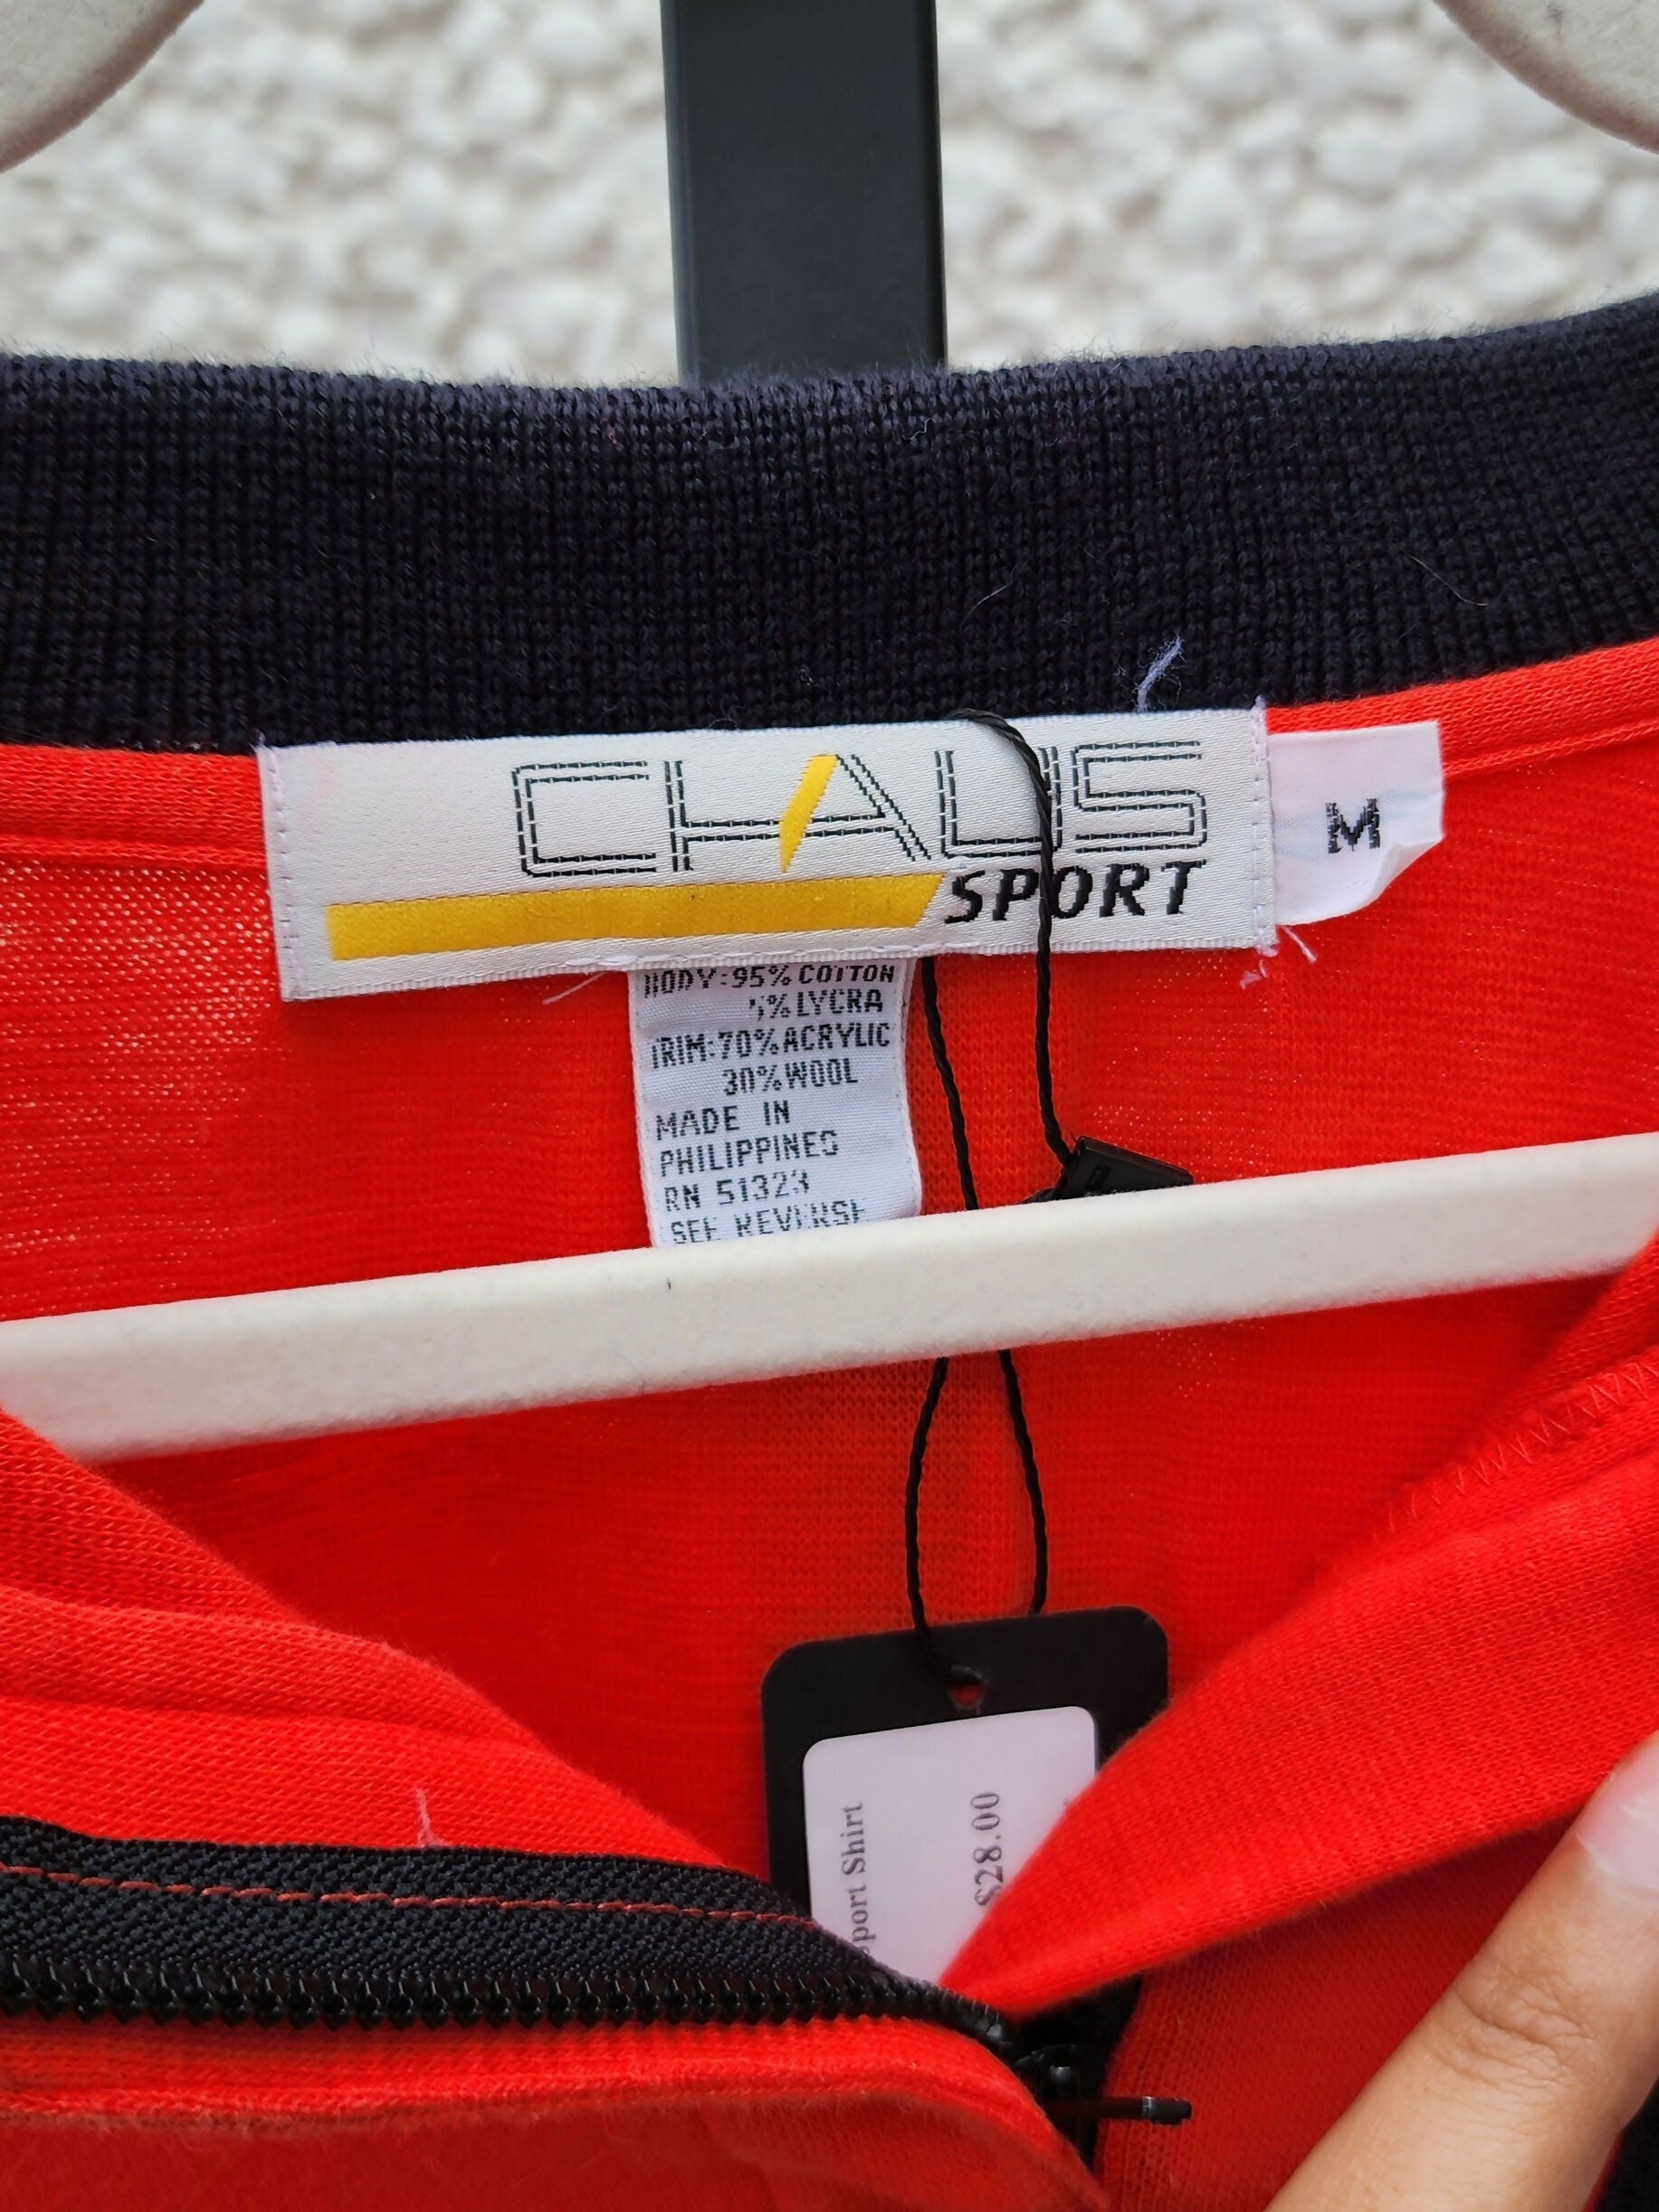 CHAUS
SPORT
M
BODY:95% COTTON
5% LYCRA
TRIM:70% ACRYLIC
30% WOOL
MADE IN
PHILIPPINES
RN 51323
SEE REVERSE
port Shirt
$28.00